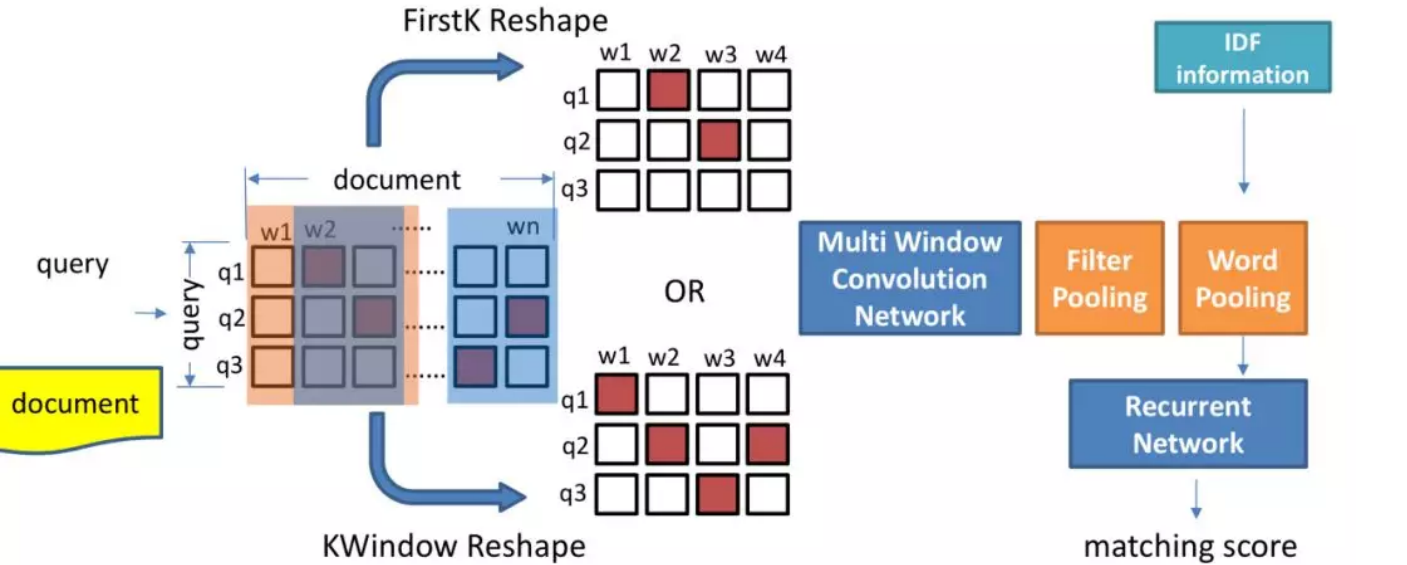 FirstK Reshape
w1 w2 w3 w4
q1
q2
q3
IDF
information
document
w1 w2 ...... wn
query
query
q1 ......
q2 ......
q3 ......
document
OR
Multi Window
Convolution
Network
Filter
Pooling
Word
Pooling
w1 w2 w3 w4
q1
q2
q3
Recurrent
Network
KWindow Reshape
matching score